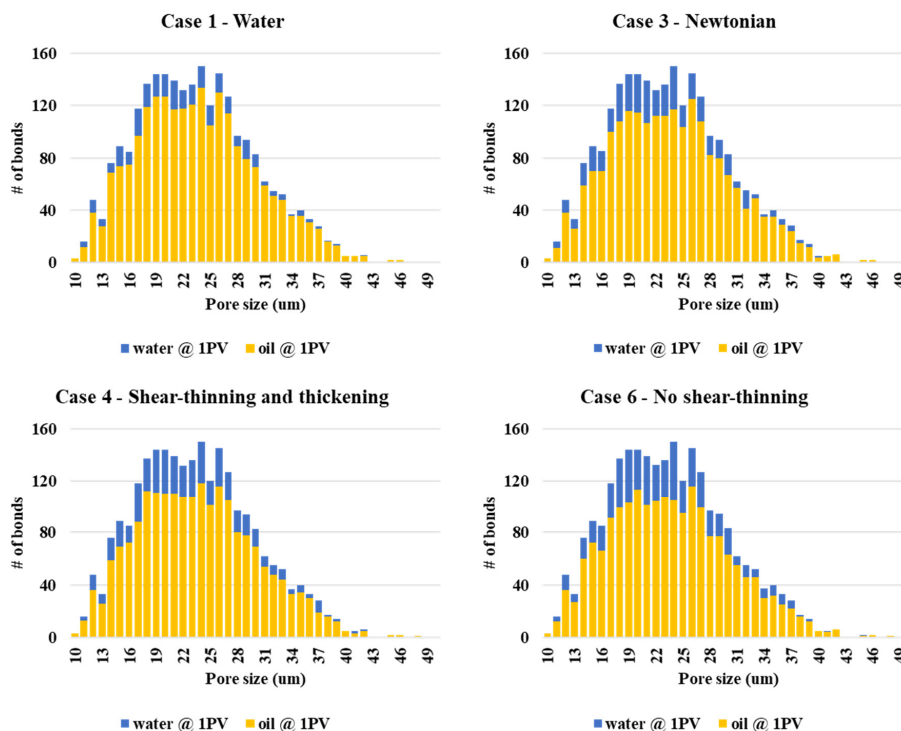 Case 1 - Water
160
120
80
40
0
# of bonds
10 13 16 19 22 25 28 31 34 37 40 43 46 49
Pore size (um)
water @ 1PV oil @ 1PV
Case 3 - Newtonian
160
120
80
40
0
# of bonds
10 13 16 19 22 25 28 31 34 37 40 43 46 49
Pore size (um)
water @ 1PV oil @ 1PV
Case 4 - Shear-thinning and thickening
160
120
80
40
0
# of bonds
10 13 16 19 22 25 28 31 34 37 40 43 46 49
Pore size (um)
water @ 1PV oil @ 1PV
Case 6 - No shear-thinning
160
120
80
40
0
# of bonds
10 13 16 19 22 25 28 31 34 37 40 43 46 49
Pore size (um)
water @ 1PV oil @ 1PV